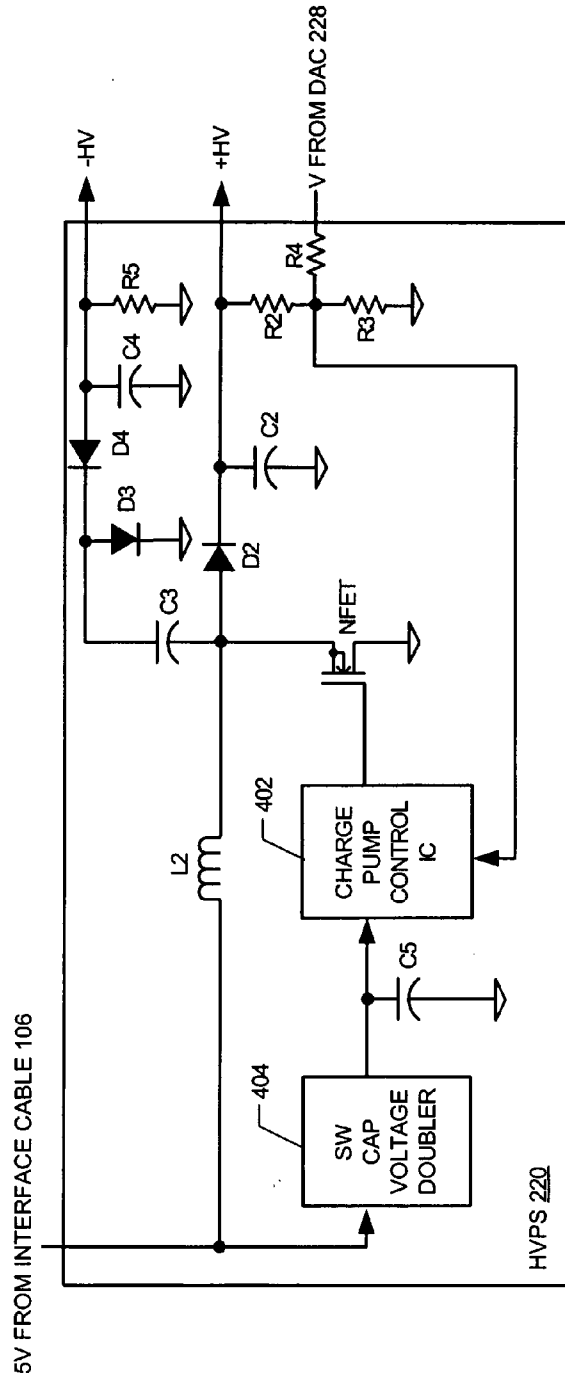 5V FROM INTERFACE CABLE 106
-HV
+HV
V FROM DAC 228
R5
C4
D4
D3
C3
R4
R2
R3
C2
D2
NFET
L2
402
CHARGE
PUMP
CONTROL
IC
C5
404
SW
CAP
VOLTAGE
DOUBLER
HVPS 220